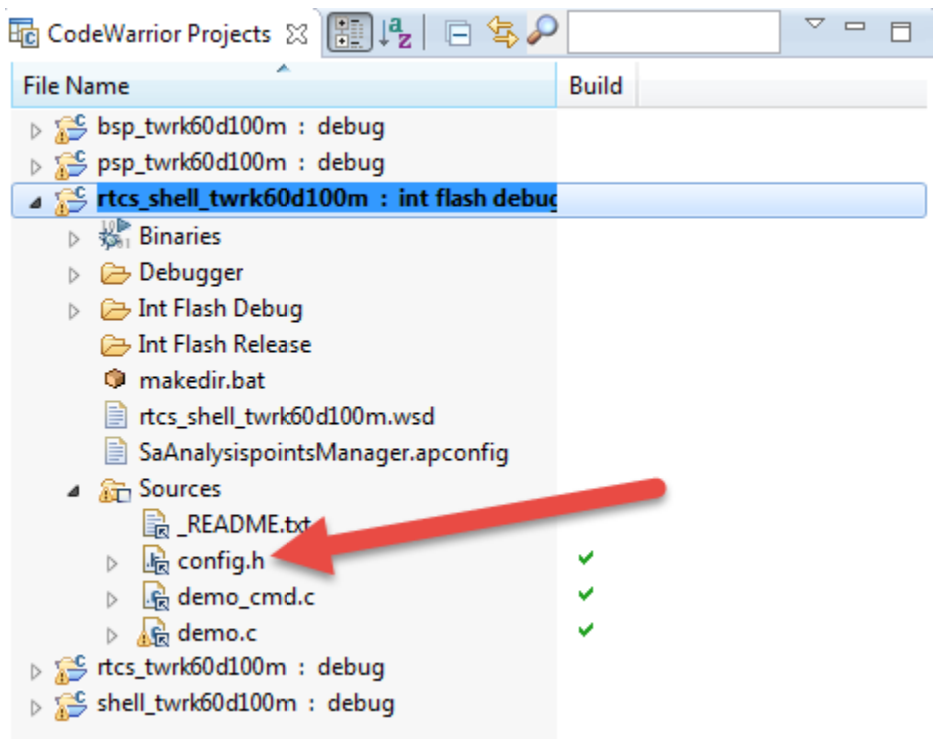 CodeWarrior Projects
File Name Build
bsp_twrk60d100m : debug
psp_twrk60d100m : debug
rtcs_shell_twrk60d100m : int flash debug
Binaries
Debugger
Int Flash Debug
Int Flash Release
makedir.bat
rtcs_shell_twrk60d100m.wsd
SaAnalysispointsManager.apconfig
Sources
_README.txt
config.h
demo_cmd.c
demo.c
rtcs_twrk60d100m : debug
shell_twrk60d100m : debug